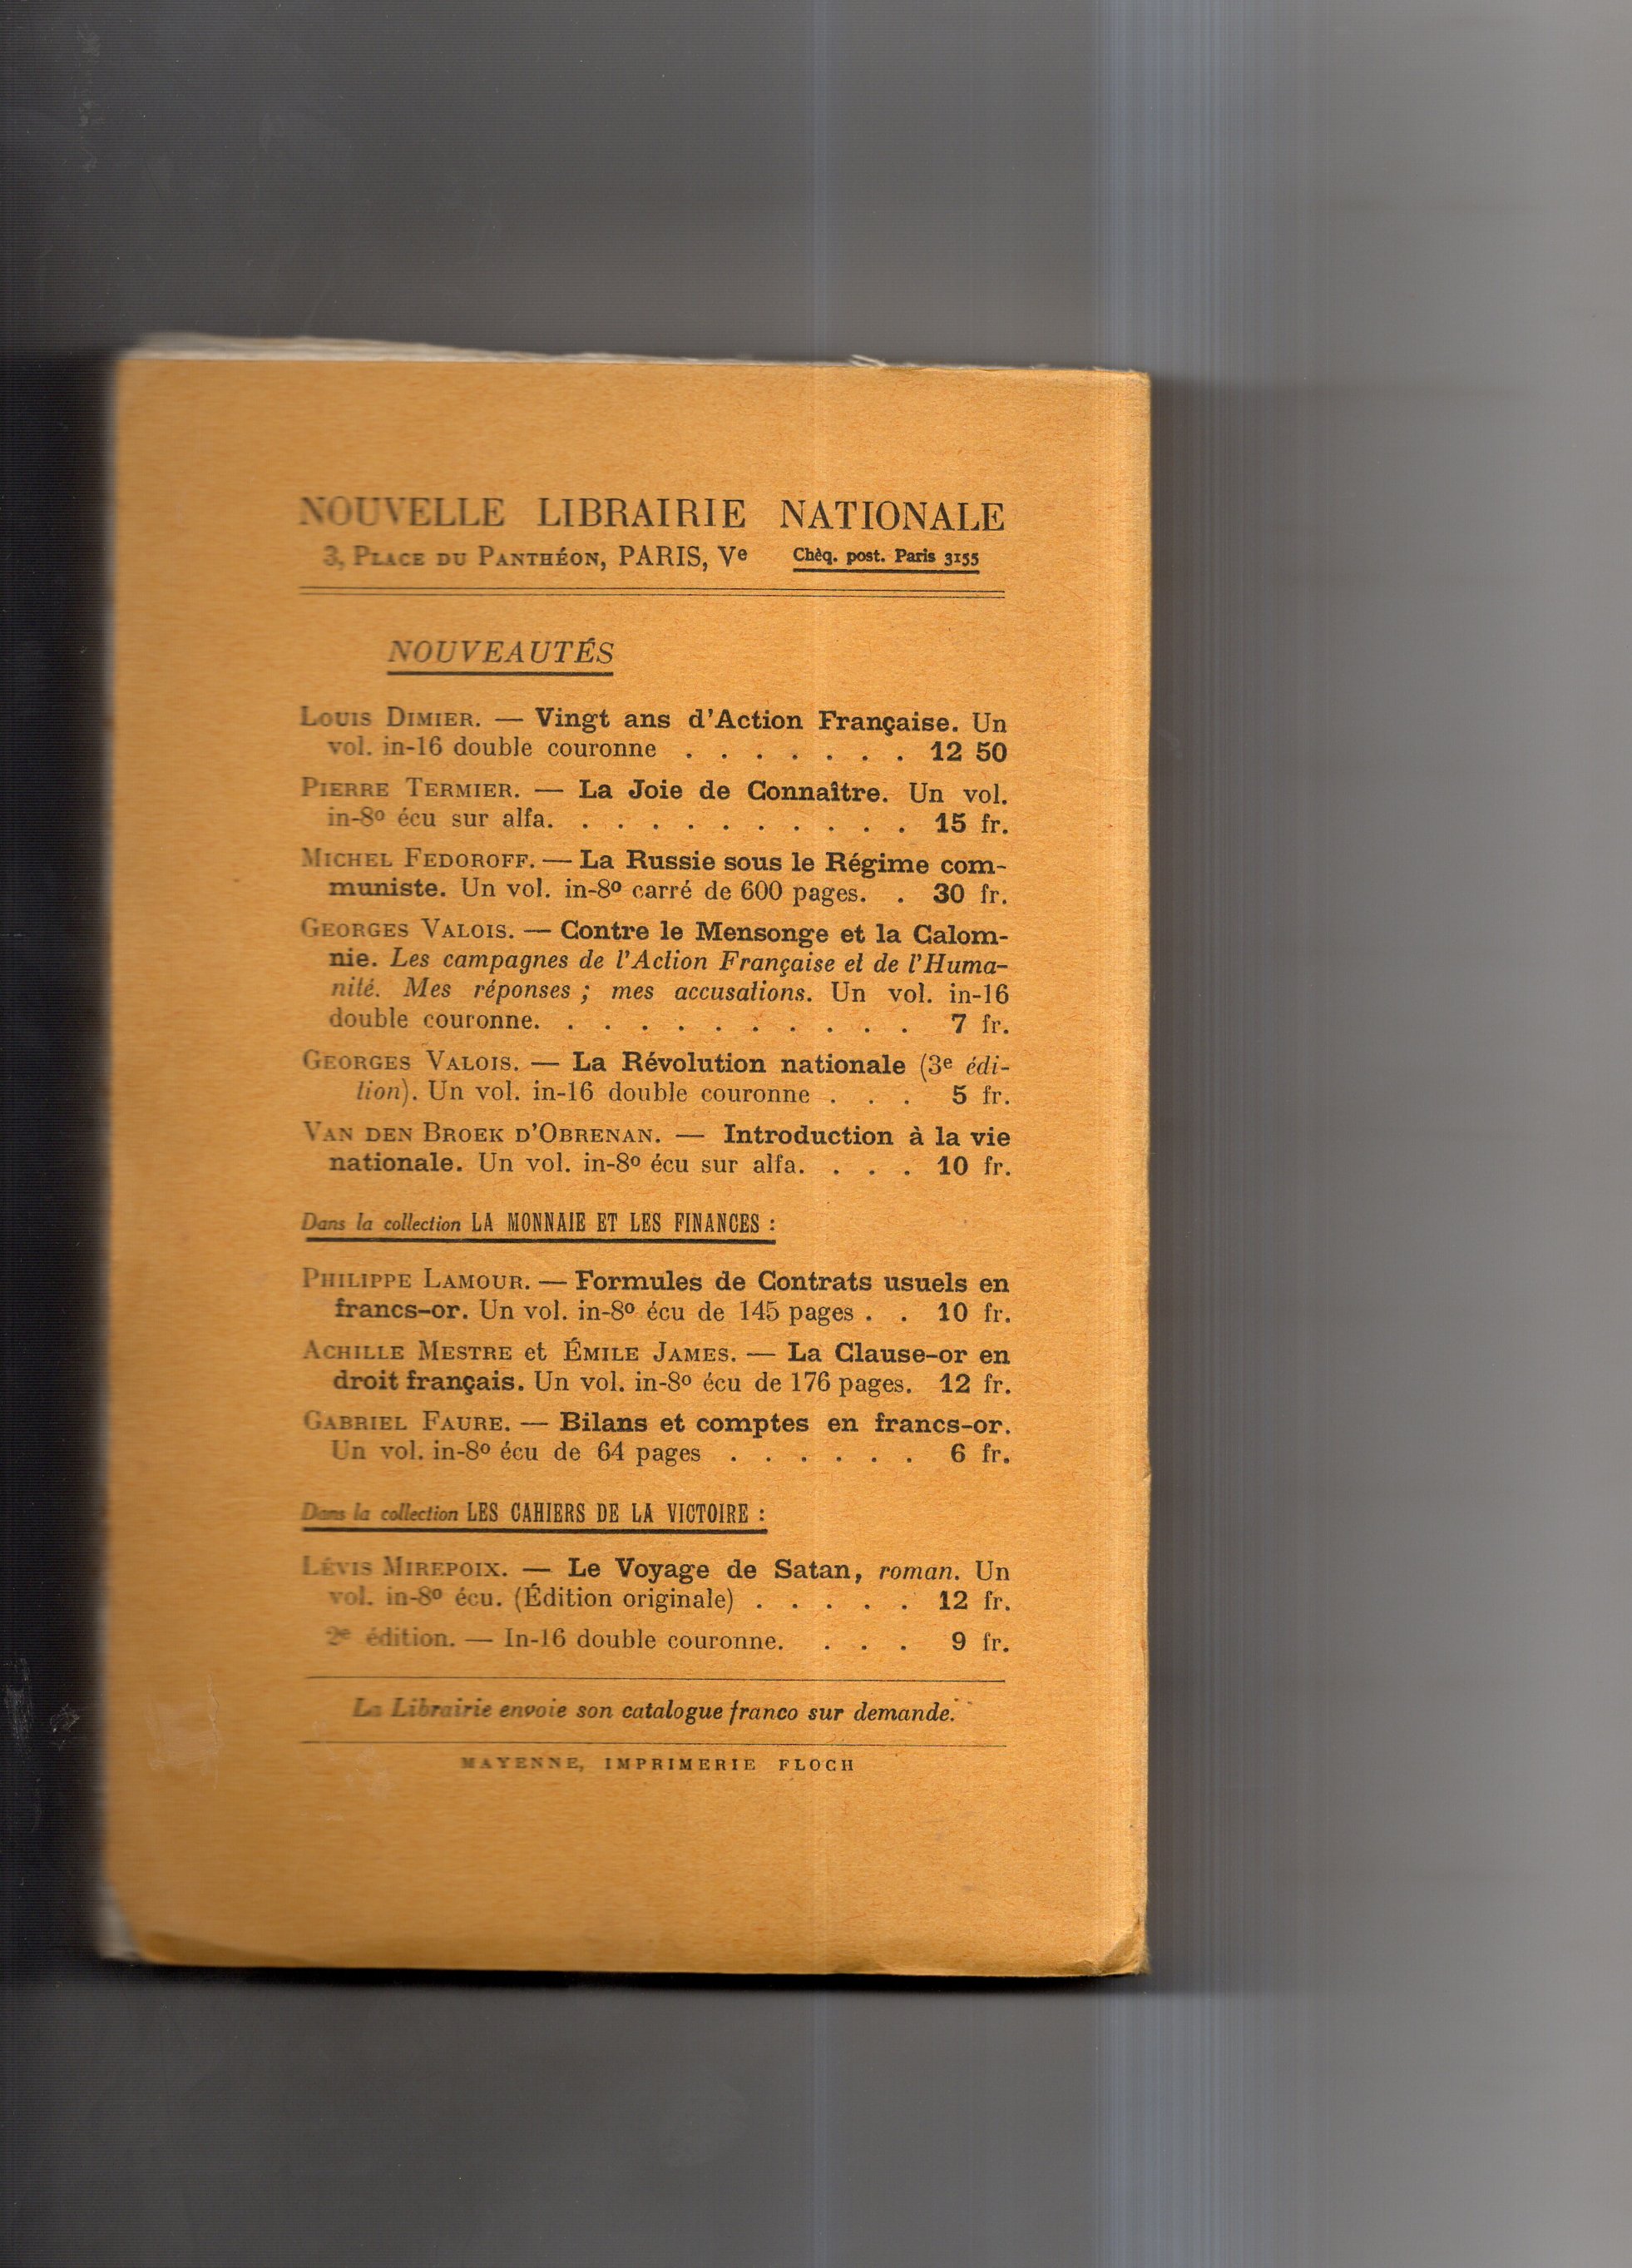 NOUVELLE LIBRAIRIE NATIONALE
3, PLACE DU PANTHÉON, PARIS, Ve Chèq. post. Paris 3155
NOUVEAUTÉS
LOUIS DIMIER. — Vingt ans d'Action Française. Un
vol. in-16 double couronne . . . . . . . 12 50
PIERRE TERMIER. — La Joie de Connaître. Un vol.
in-8º écu sur alfa. . . . . . . . . . . 15 fr.
MICHEL FEDOROFF. — La Russie sous le Régime com-
muniste. Un vol. in-8º carré de 600 pages. . 30 fr.
GEORGES VALOIS. — Contre le Mensonge et la Calom-
nie. Les campagnes de l'Action Française et de l'Huma-
nité. Mes réponses ; mes accusations. Un vol. in-16
double couronne. . . . . . . . . . . 7 fr.
GEORGES VALOIS. — La Révolution nationale (3e édi-
tion). Un vol. in-16 double couronne . . . 5 fr.
VAN DEN BROEK D'OBRENAN. — Introduction à la vie
nationale. Un vol. in-8º écu sur alfa. . . . 10 fr.
Dans la collection LA MONNAIE ET LES FINANCES :
PHILIPPE LAMOUR. — Formules de Contrats usuels en
francs-or. Un vol. in-8º écu de 145 pages . . 10 fr.
ACHILLE MESTRE et ÉMILE JAMES. — La Clause-or en
droit français. Un vol. in-8º écu de 176 pages. 12 fr.
GABRIEL FAURE. — Bilans et comptes en francs-or.
Un vol. in-8º écu de 64 pages . . . . . . 6 fr.
Dans la collection LES CAHIERS DE LA VICTOIRE :
LÉVIS MIREPOIX. — Le Voyage de Satan, roman. Un
vol. in-8º écu. (Édition originale) . . . . . 12 fr.
2e édition. — In-16 double couronne. . . . 9 fr.
La Librairie envoie son catalogue franco sur demande.
MAYENNE, IMPRIMERIE FLOCH